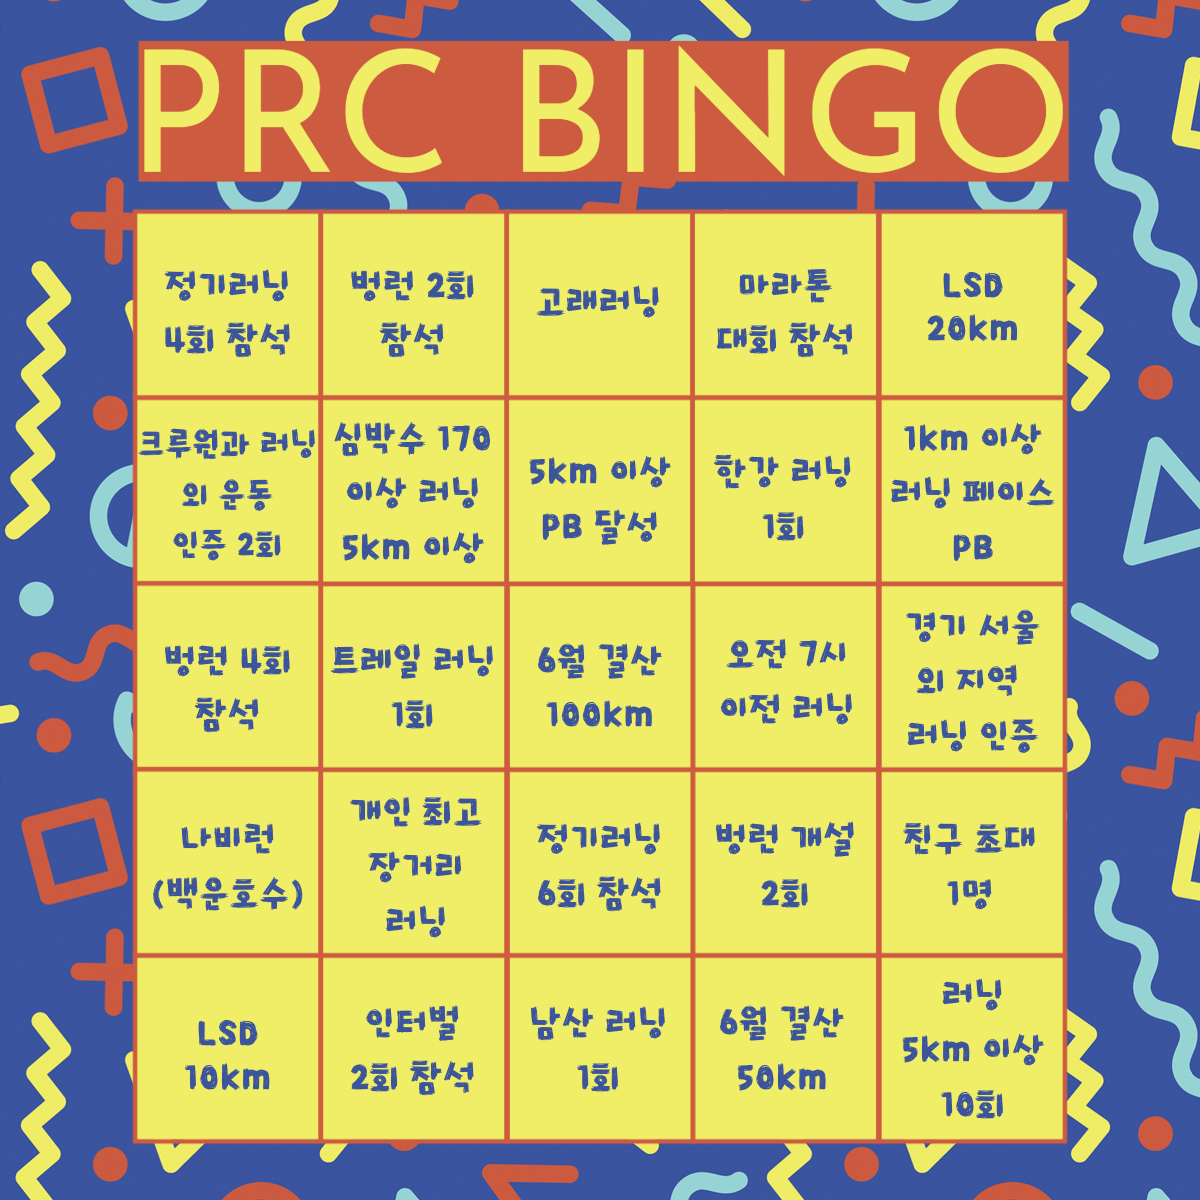 PRC BINGO
정기러닝
4회 참석
벙런 2회
참석
고래러닝
마라톤
대회 참석
LSD
20km
크루원과 러닝
외 운동
인증 2회
심박수 170
이상 러닝
5km 이상
5km 이상
PB 달성
한강 러닝
1회
1km 이상
러닝 페이스
PB
벙런 4회
참석
트레일 러닝
1회
6월 결산
100km
오전 7시
이전 러닝
경기 서울
외 지역
러닝 인증
나비런
(백운호수)
개인 최고
장거리
러닝
정기러닝
6회 참석
벙런 개설
2회
친구 초대
1명
LSD
10km
인터벌
2회 참석
남산 러닝
1회
6월 결산
50km
러닝
5km 이상
10회